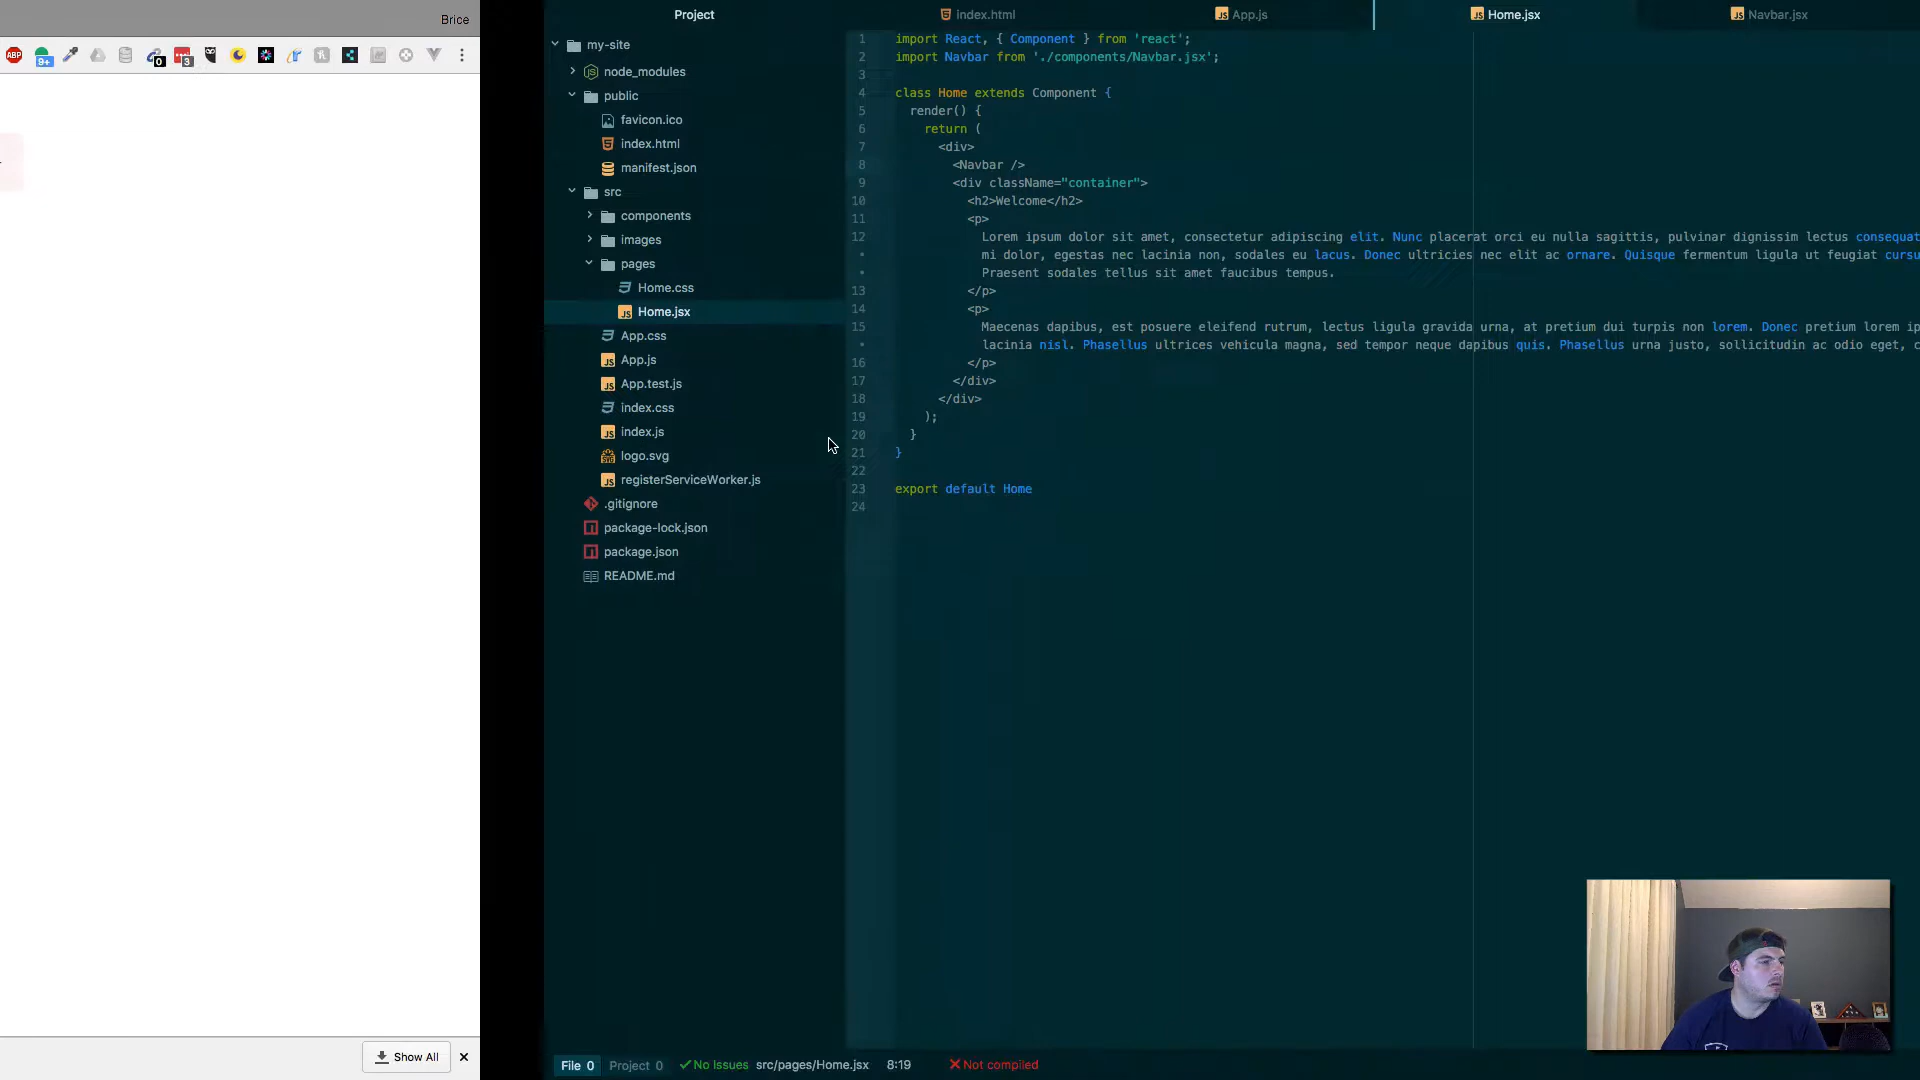 Brice
ABP
9+
0
3
Show All
Project
my-site
node_modules
public
favicon.ico
index.html
manifest.json
src
components
images
pages
Home.css
Home.jsx
App.css
App.js
App.test.js
index.css
index.js
logo.svg
registerServiceWorker.js
.gitignore
package-lock.json
package.json
README.md
index.html
App.js
Home.jsx
Navbar.jsx
1 import React, { Component } from 'react';
2 import Navbar from './components/Navbar.jsx';
3
4 class Home extends Component {
5 render() {
6 return (
7 <div>
8 <Navbar />
9 <div className="container">
10 <h2>Welcome</h2>
11 <p>
12 Lorem ipsum dolor sit amet, consectetur adipiscing elit. Nunc placerat orci eu nulla sagittis, pulvinar dignissim lectus consequat
• mi dolor, egestas nec lacinia non, sodales eu lacus. Donec ultricies nec elit ac ornare. Quisque fermentum ligula ut feugiat cursu
• Praesent sodales tellus sit amet faucibus tempus.
13 </p>
14 <p>
15 Maecenas dapibus, est posuere eleifend rutrum, lectus ligula gravida urna, at pretium dui turpis non lorem. Donec pretium lorem ip
• lacinia nisl. Phasellus ultrices vehicula magna, sed tempor neque dapibus quis. Phasellus urna justo, sollicitudin ac odio eget, c
16 </p>
17 </div>
18 </div>
19 );
20 }
21 }
22
23 export default Home
24
File 0 Project 0 No Issues src/pages/Home.jsx 8:19 Not compiled